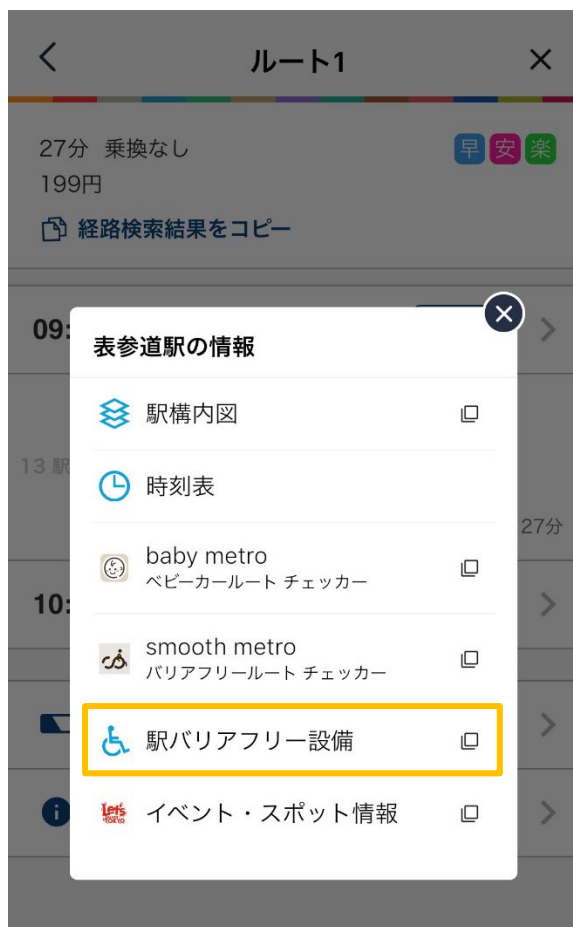 ルート1
27分 乗換なし
早 安 楽
199円
経路検索結果をコピー
09:
表参道駅の情報
駅構内図
13 駅
時刻表
27分
baby metro
ベビーカールート チェッカー
10:
smooth metro
バリアフリールート チェッカー
駅バリアフリー設備
Let's
イベント・スポット情報